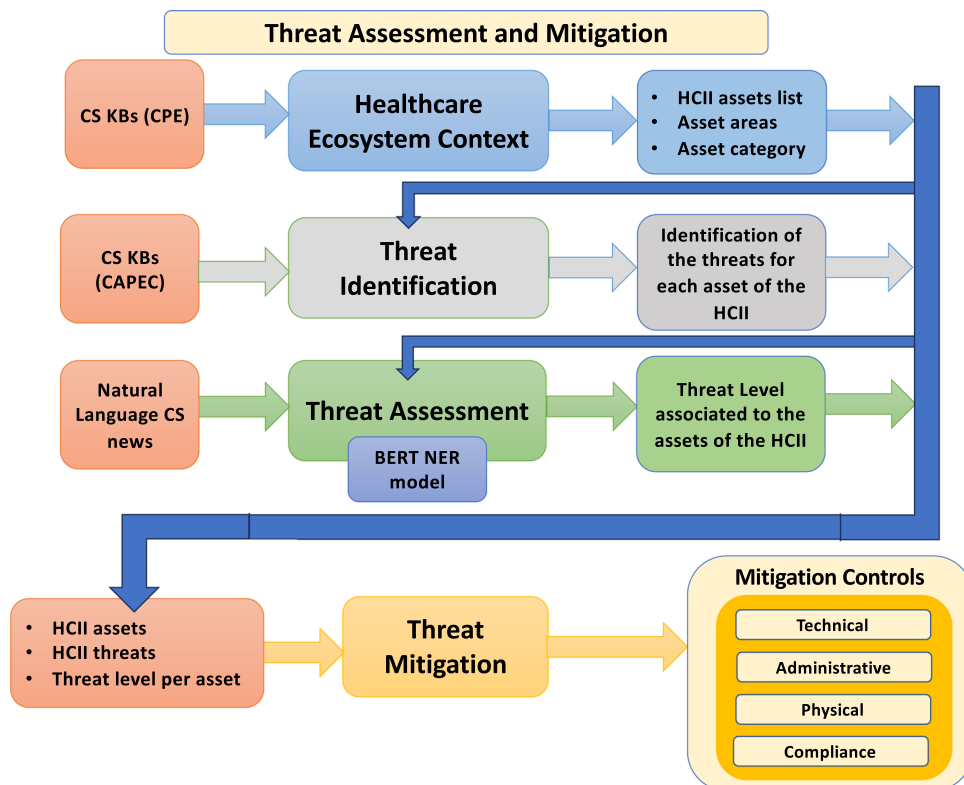 Threat Assessment and Mitigation
CS KBs (CPE)
Healthcare
Ecosystem Context
• HCII assets list
• Asset areas
• Asset category
CS KBs
(CAPEC)
Threat
Identification
Identification of
the threats for
each asset of the
HCII
Natural
Language CS
news
Threat Assessment
BERT NER
model
Threat Level
associated to the
assets of the HCII
• HCII assets
• HCII threats
• Threat level per asset
Threat
Mitigation
Mitigation Controls
Technical
Administrative
Physical
Compliance